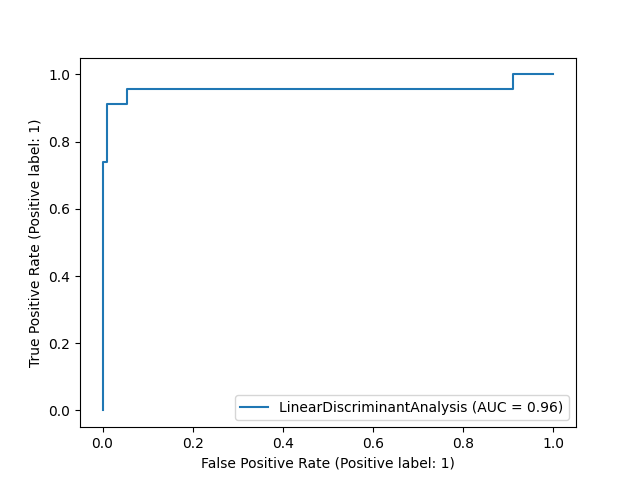 1.0
0.8
0.6
0.4
0.2
0.0
True Positive Rate (Positive label: 1)
LinearDiscriminantAnalysis (AUC = 0.96)
0.0 0.2 0.4 0.6 0.8 1.0
False Positive Rate (Positive label: 1)